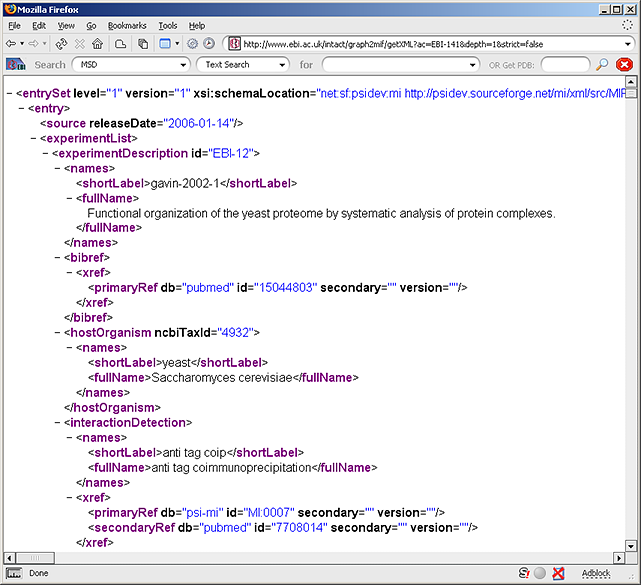 Mozilla Firefox
File Edit View Go Bookmarks Tools Help
http://www.ebi.ac.uk/intact/graph2mif/getXML?ac=EBI-141&depth=1&strict=false
Search MSD Text Search for OR Get PDB:
− <entrySet level="1" version="1" xsi:schemaLocation="net:sf:psidev:mi http://psidev.sourceforge.net/mi/xml/src/MIF
− <entry>
<source releaseDate="2006-01-14"/>
− <experimentList>
− <experimentDescription id="EBI-12">
− <names>
<shortLabel>gavin-2002-1</shortLabel>
− <fullName>
Functional organization of the yeast proteome by systematic analysis of protein complexes.
</fullName>
</names>
− <bibref>
− <xref>
<primaryRef db="pubmed" id="15044803" secondary="" version=""/>
</xref>
</bibref>
− <hostOrganism ncbiTaxId="4932">
− <names>
<shortLabel>yeast</shortLabel>
<fullName>Saccharomyces cerevisiae</fullName>
</names>
</hostOrganism>
− <interactionDetection>
− <names>
<shortLabel>anti tag coip</shortLabel>
<fullName>anti tag coimmunoprecipitation</fullName>
</names>
− <xref>
<primaryRef db="psi-mi" id="MI:0007" secondary="" version=""/>
<secondaryRef db="pubmed" id="7708014" secondary="" version=""/>
</xref>
Done Adblock